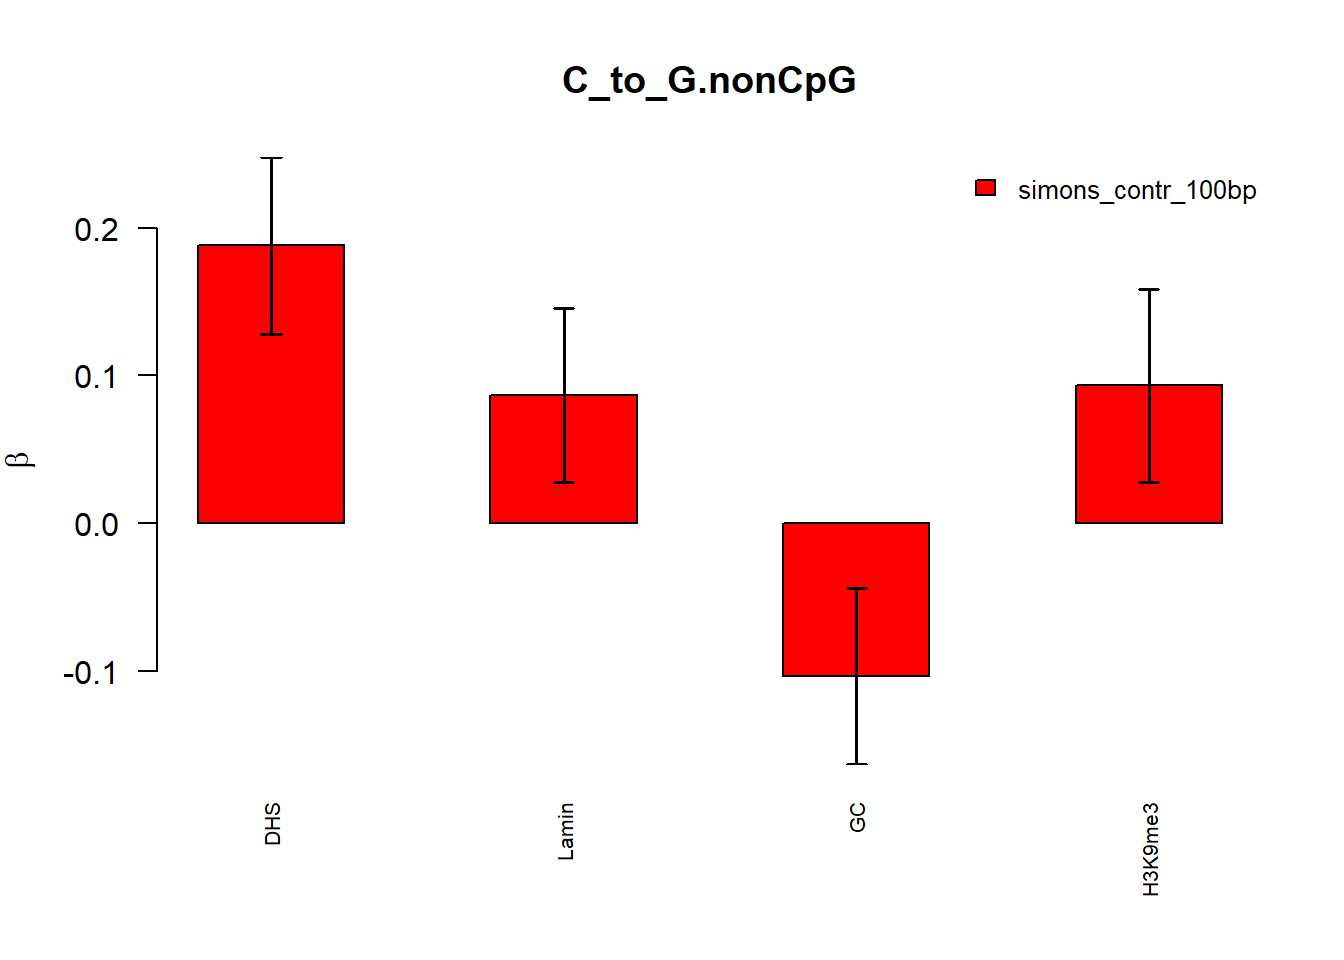 C_to_G.nonCpG
simons_contr_100bp
0.2
0.1
0.0
-0.1
β
DHS
Lamin
GC
H3K9me3